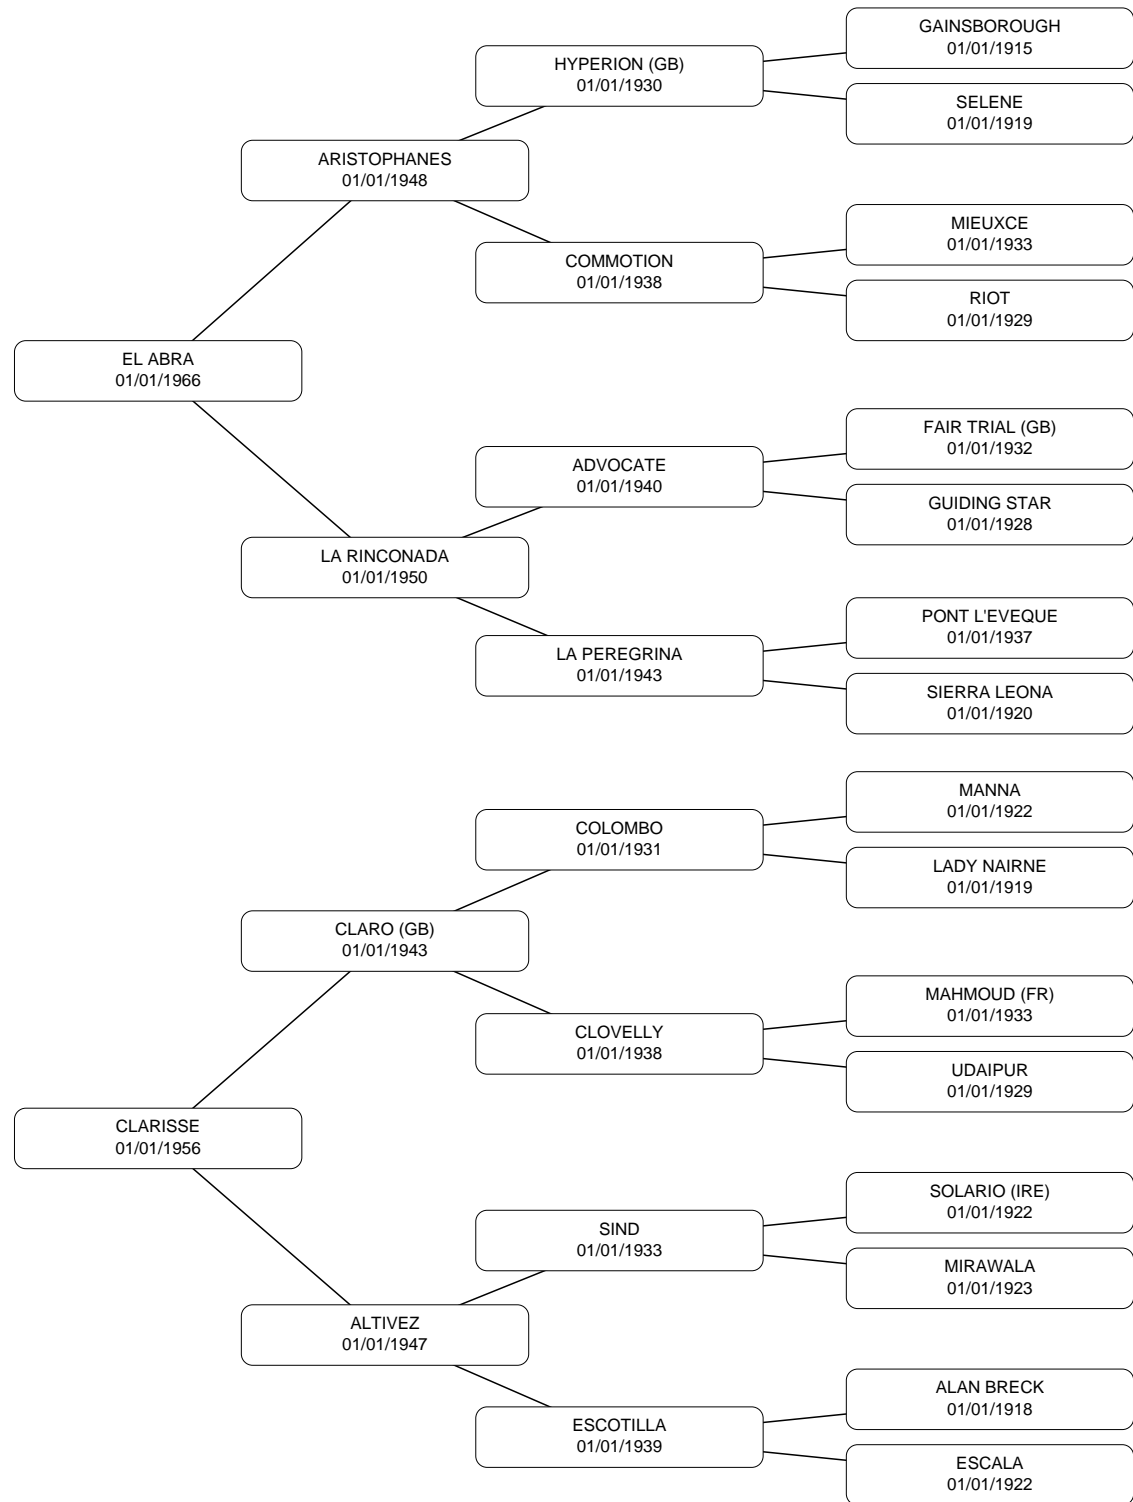 GAINSBOROUGH
01/01/1915
HYPERION (GB)
01/01/1930
SELENE
01/01/1919
ARISTOPHANES
01/01/1948
MIEUXCE
01/01/1933
COMMOTION
01/01/1938
RIOT
01/01/1929
EL ABRA
01/01/1966
FAIR TRIAL (GB)
01/01/1932
ADVOCATE
01/01/1940
GUIDING STAR
01/01/1928
LA RINCONADA
01/01/1950
PONT L'EVEQUE
01/01/1937
LA PEREGRINA
01/01/1943
SIERRA LEONA
01/01/1920
MANNA
01/01/1922
COLOMBO
01/01/1931
LADY NAIRNE
01/01/1919
CLARO (GB)
01/01/1943
MAHMOUD (FR)
01/01/1933
CLOVELLY
01/01/1938
UDAIPUR
01/01/1929
CLARISSE
01/01/1956
SOLARIO (IRE)
01/01/1922
SIND
01/01/1933
MIRAWALA
01/01/1923
ALTIVEZ
01/01/1947
ALAN BRECK
01/01/1918
ESCOTILLA
01/01/1939
ESCALA
01/01/1922